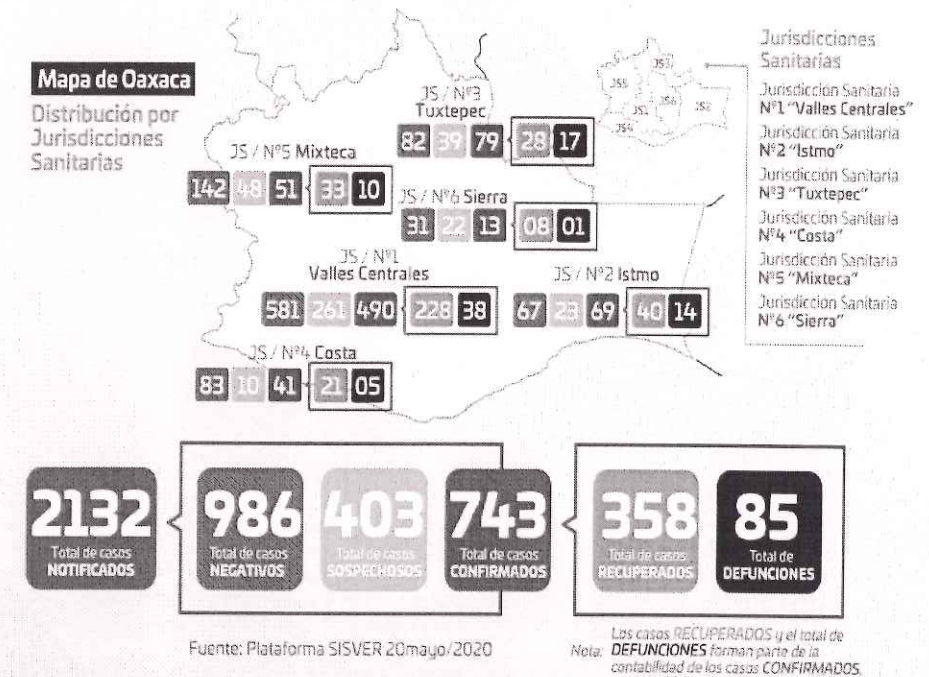 Mapa de Oaxaca
Distribución por
Jurisdicciones
Sanitarias
JS / Nº3
Tuxtepec
82 39 79 28 17
JS / Nº5 Mixteca
142 48 51 33 10
JS / Nº6 Sierra
31 22 13 08 01
JS / Nº1
Valles Centrales
581 261 490 228 38
JS / Nº2 Istmo
67 23 69 40 14
JS / Nº4 Costa
83 10 41 21 05
JS3
JS5
JS6
JS1
JS2
JS4
Jurisdicciones
Sanitarias
Jurisdicción Sanitaria
Nº1 "Valles Centrales"
Jurisdicción Sanitaria
Nº2 "Istmo"
Jurisdicción Sanitaria
Nº3 "Tuxtepec"
Jurisdicción Sanitaria
Nº4 "Costa"
Jurisdicción Sanitaria
Nº5 "Mixteca"
Jurisdicción Sanitaria
Nº6 "Sierra"
2132
Total de casos
NOTIFICADOS
986
Total de casos
NEGATIVOS
403
Total de casos
SOSPECHOSOS
743
Total de casos
CONFIRMADOS
358
Total de casos
RECUPERADOS
85
Total de
DEFUNCIONES
Fuente: Plataforma SISVER 20mayo/2020
Nota: Los casos RECUPERADOS y el total de
DEFUNCIONES forman parte de la
contabilidad de los casos CONFIRMADOS.